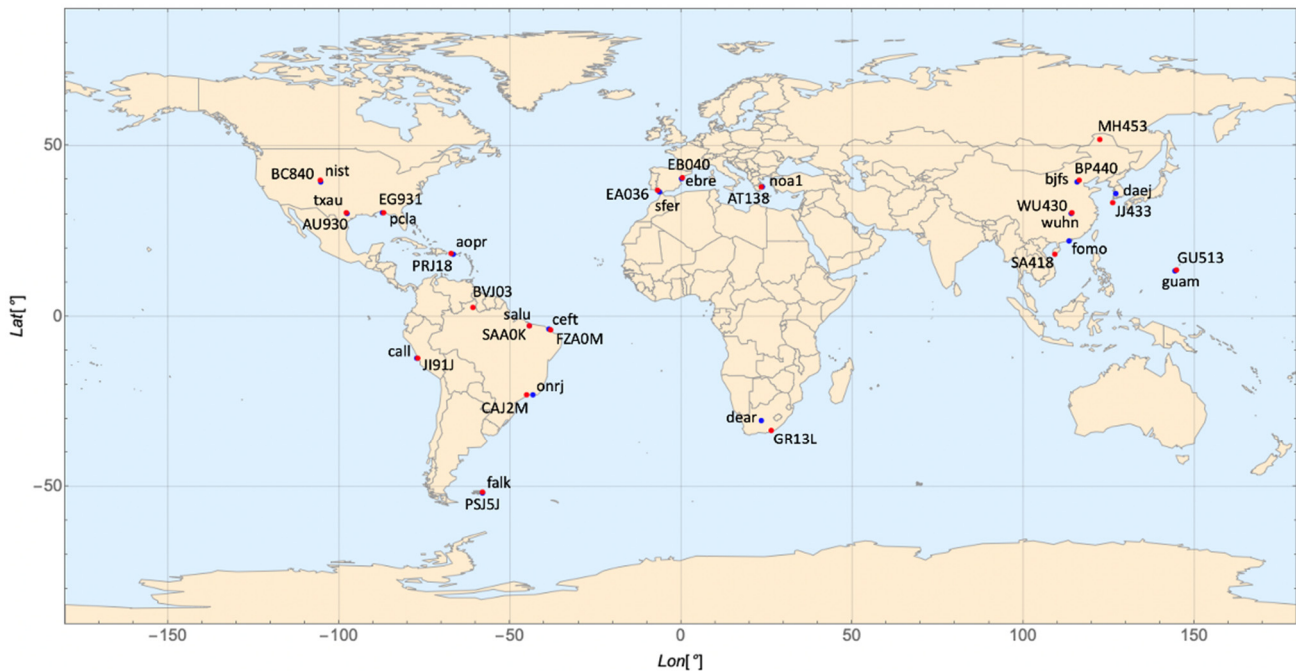 MH453
50
EB040
BC840
nist
BP440
bjfs
ebre
noa1
daej
EA036
txau
EG931
AT138
sfer
WU430
JJ433
AU930
pcla
wuhn
aopr
fomo
GU513
PRJ18
SA418
guam
BVJ03
Lat[°]
0
salu
ceft
SAA0K
FZA0M
call
JI91J
onrj
CAJ2M
dear
GR13L
falk
−50
PSJ5J
−150
−100
−50
0
50
100
150
Lon[°]